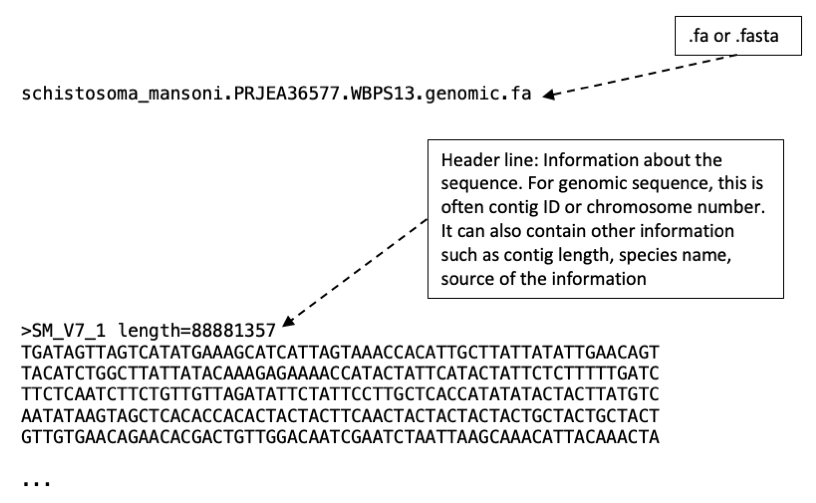 .fa or .fasta
schistosoma_mansoni.PRJEA36577.WBPS13.genomic.fa
Header line: Information about the
sequence. For genomic sequence, this is
often contig ID or chromosome number.
It can also contain other information
such as contig length, species name,
source of the information
>SM_V7_1 length=88881357
TGATAGTTAGTCATATGAAAGCATCATTAGTAAACCACATTGCTTATTATATTGAACAGT
TACATCTGGCTTATTATACAAAGAGAAAACCATACTATTCATACTATTCTCTTTTTGATC
TTCTCAATCTTCTGTTGTTAGATATTCTATTCCTTGCTCACCATATATACTACTTATGTC
AATATAAGTAGCTCACACCACACTACTACTTCAACTACTACTACTACTGCTACTGCTACT
GTTGTGAACAGAACACGACTGTTGGACAATCGAATCTAATTAAGCAAACATTACAAACTA
...